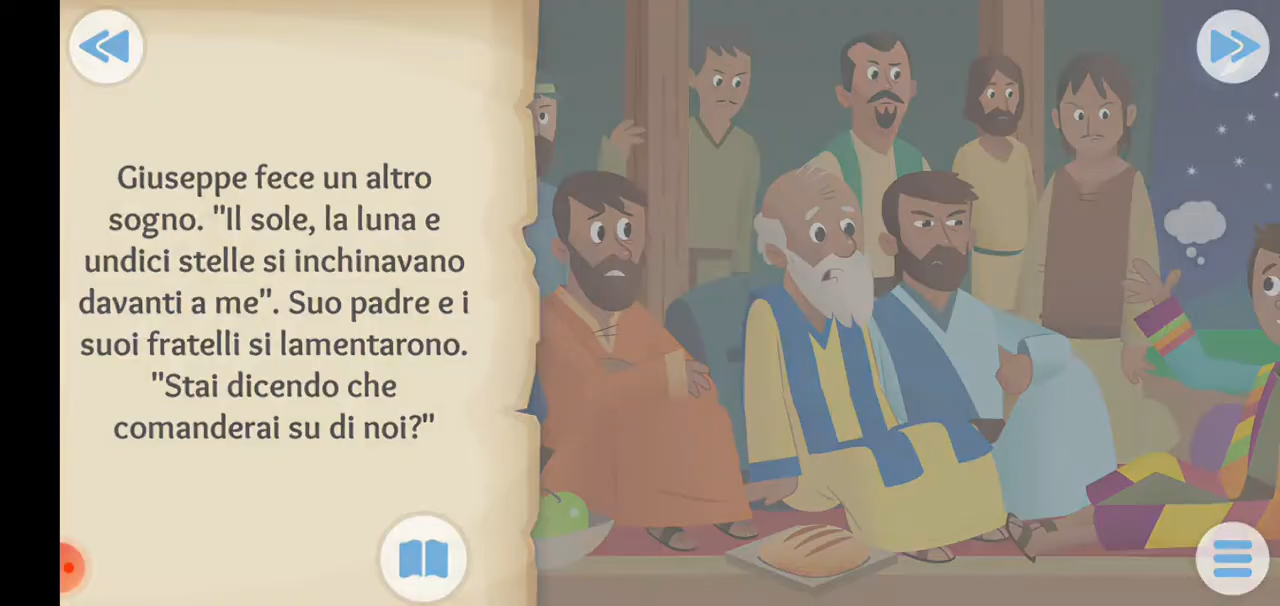 Giuseppe fece un altro
sogno. "Il sole, la luna e
undici stelle si inchinavano
davanti a me". Suo padre e i
suoi fratelli si lamentarono.
"Stai dicendo che
comanderai su di noi?"